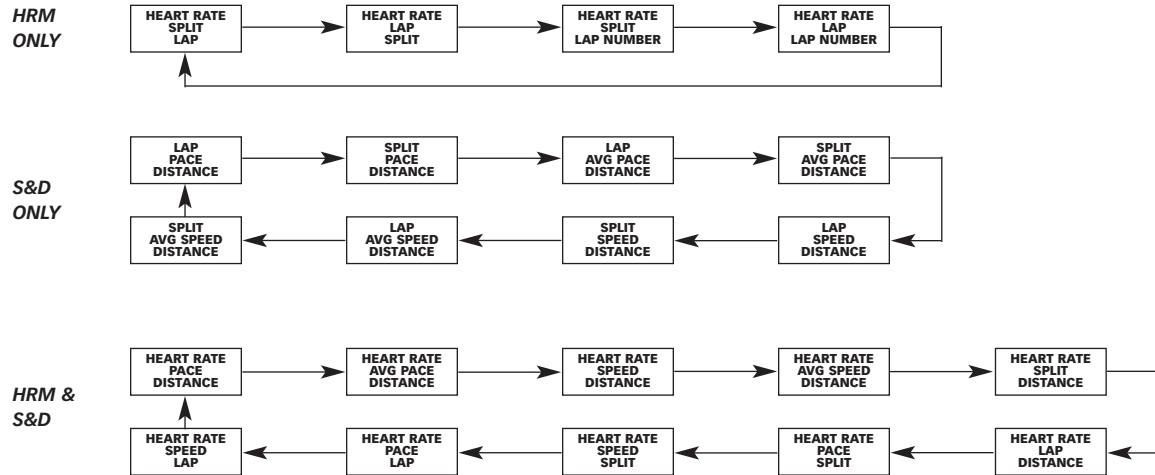 HRM
ONLY
HEART RATE
SPLIT
LAP
HEART RATE
LAP
SPLIT
HEART RATE
SPLIT
LAP NUMBER
HEART RATE
LAP
LAP NUMBER
S&D
ONLY
LAP
PACE
DISTANCE
SPLIT
PACE
DISTANCE
LAP
AVG PACE
DISTANCE
SPLIT
AVG PACE
DISTANCE
SPLIT
AVG SPEED
DISTANCE
LAP
AVG SPEED
DISTANCE
SPLIT
SPEED
DISTANCE
LAP
SPEED
DISTANCE
HRM &
S&D
HEART RATE
PACE
DISTANCE
HEART RATE
AVG PACE
DISTANCE
HEART RATE
SPEED
DISTANCE
HEART RATE
AVG SPEED
DISTANCE
HEART RATE
SPLIT
DISTANCE
HEART RATE
SPEED
LAP
HEART RATE
PACE
LAP
HEART RATE
SPEED
SPLIT
HEART RATE
PACE
SPLIT
HEART RATE
LAP
DISTANCE